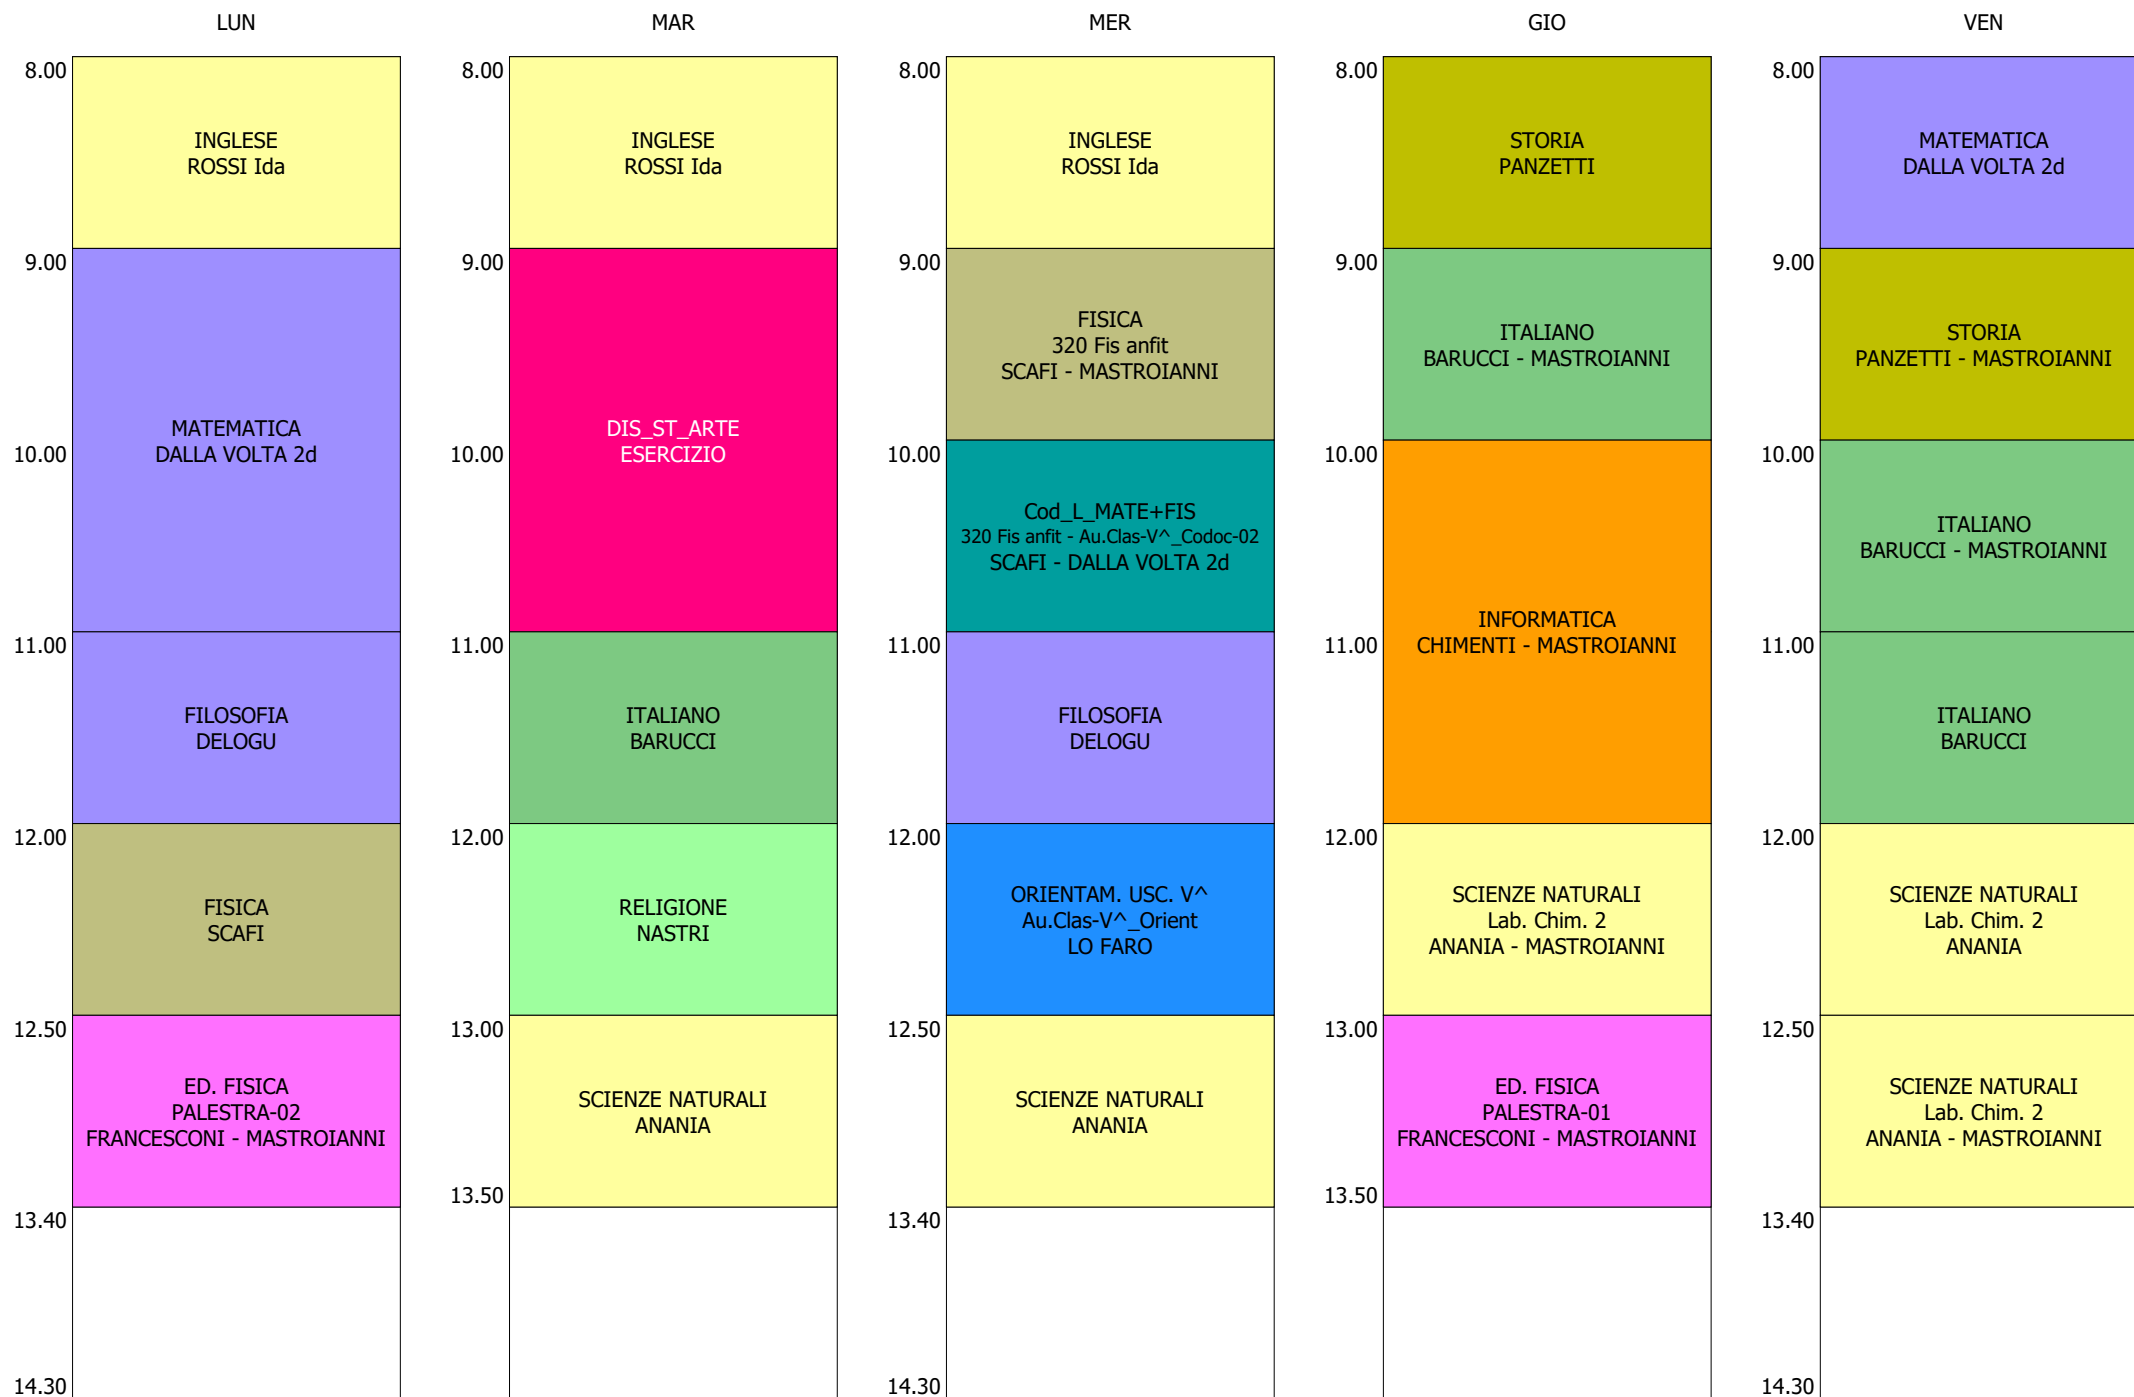 LUN
8.00
INGLESE
ROSSI Ida
9.00
MATEMATICA
DALLA VOLTA 2d
10.00
11.00
FILOSOFIA
DELOGU
12.00
FISICA
SCAFI
12.50
ED. FISICA
PALESTRA-02
FRANCESCONI - MASTROIANNI
13.40
14.30
MAR
8.00
INGLESE
ROSSI Ida
9.00
DIS_ST_ARTE
ESERCIZIO
10.00
11.00
ITALIANO
BARUCCI
12.00
RELIGIONE
NASTRI
13.00
SCIENZE NATURALI
ANANIA
13.50
MER
8.00
INGLESE
ROSSI Ida
9.00
FISICA
320 Fis anfit
SCAFI - MASTROIANNI
10.00
Cod_L_MATE+FIS
320 Fis anfit - Au.Clas-V^_Codoc-02
SCAFI - DALLA VOLTA 2d
11.00
FILOSOFIA
DELOGU
12.00
ORIENTAM. USC. V^
Au.Clas-V^_Orient
LO FARO
12.50
SCIENZE NATURALI
ANANIA
13.40
14.30
GIO
8.00
STORIA
PANZETTI
9.00
ITALIANO
BARUCCI - MASTROIANNI
10.00
INFORMATICA
CHIMENTI - MASTROIANNI
11.00
12.00
SCIENZE NATURALI
Lab. Chim. 2
ANANIA - MASTROIANNI
13.00
ED. FISICA
PALESTRA-01
FRANCESCONI - MASTROIANNI
13.50
VEN
8.00
MATEMATICA
DALLA VOLTA 2d
9.00
STORIA
PANZETTI - MASTROIANNI
10.00
ITALIANO
BARUCCI - MASTROIANNI
11.00
ITALIANO
BARUCCI
12.00
SCIENZE NATURALI
Lab. Chim. 2
ANANIA
12.50
SCIENZE NATURALI
Lab. Chim. 2
ANANIA - MASTROIANNI
13.40
14.30